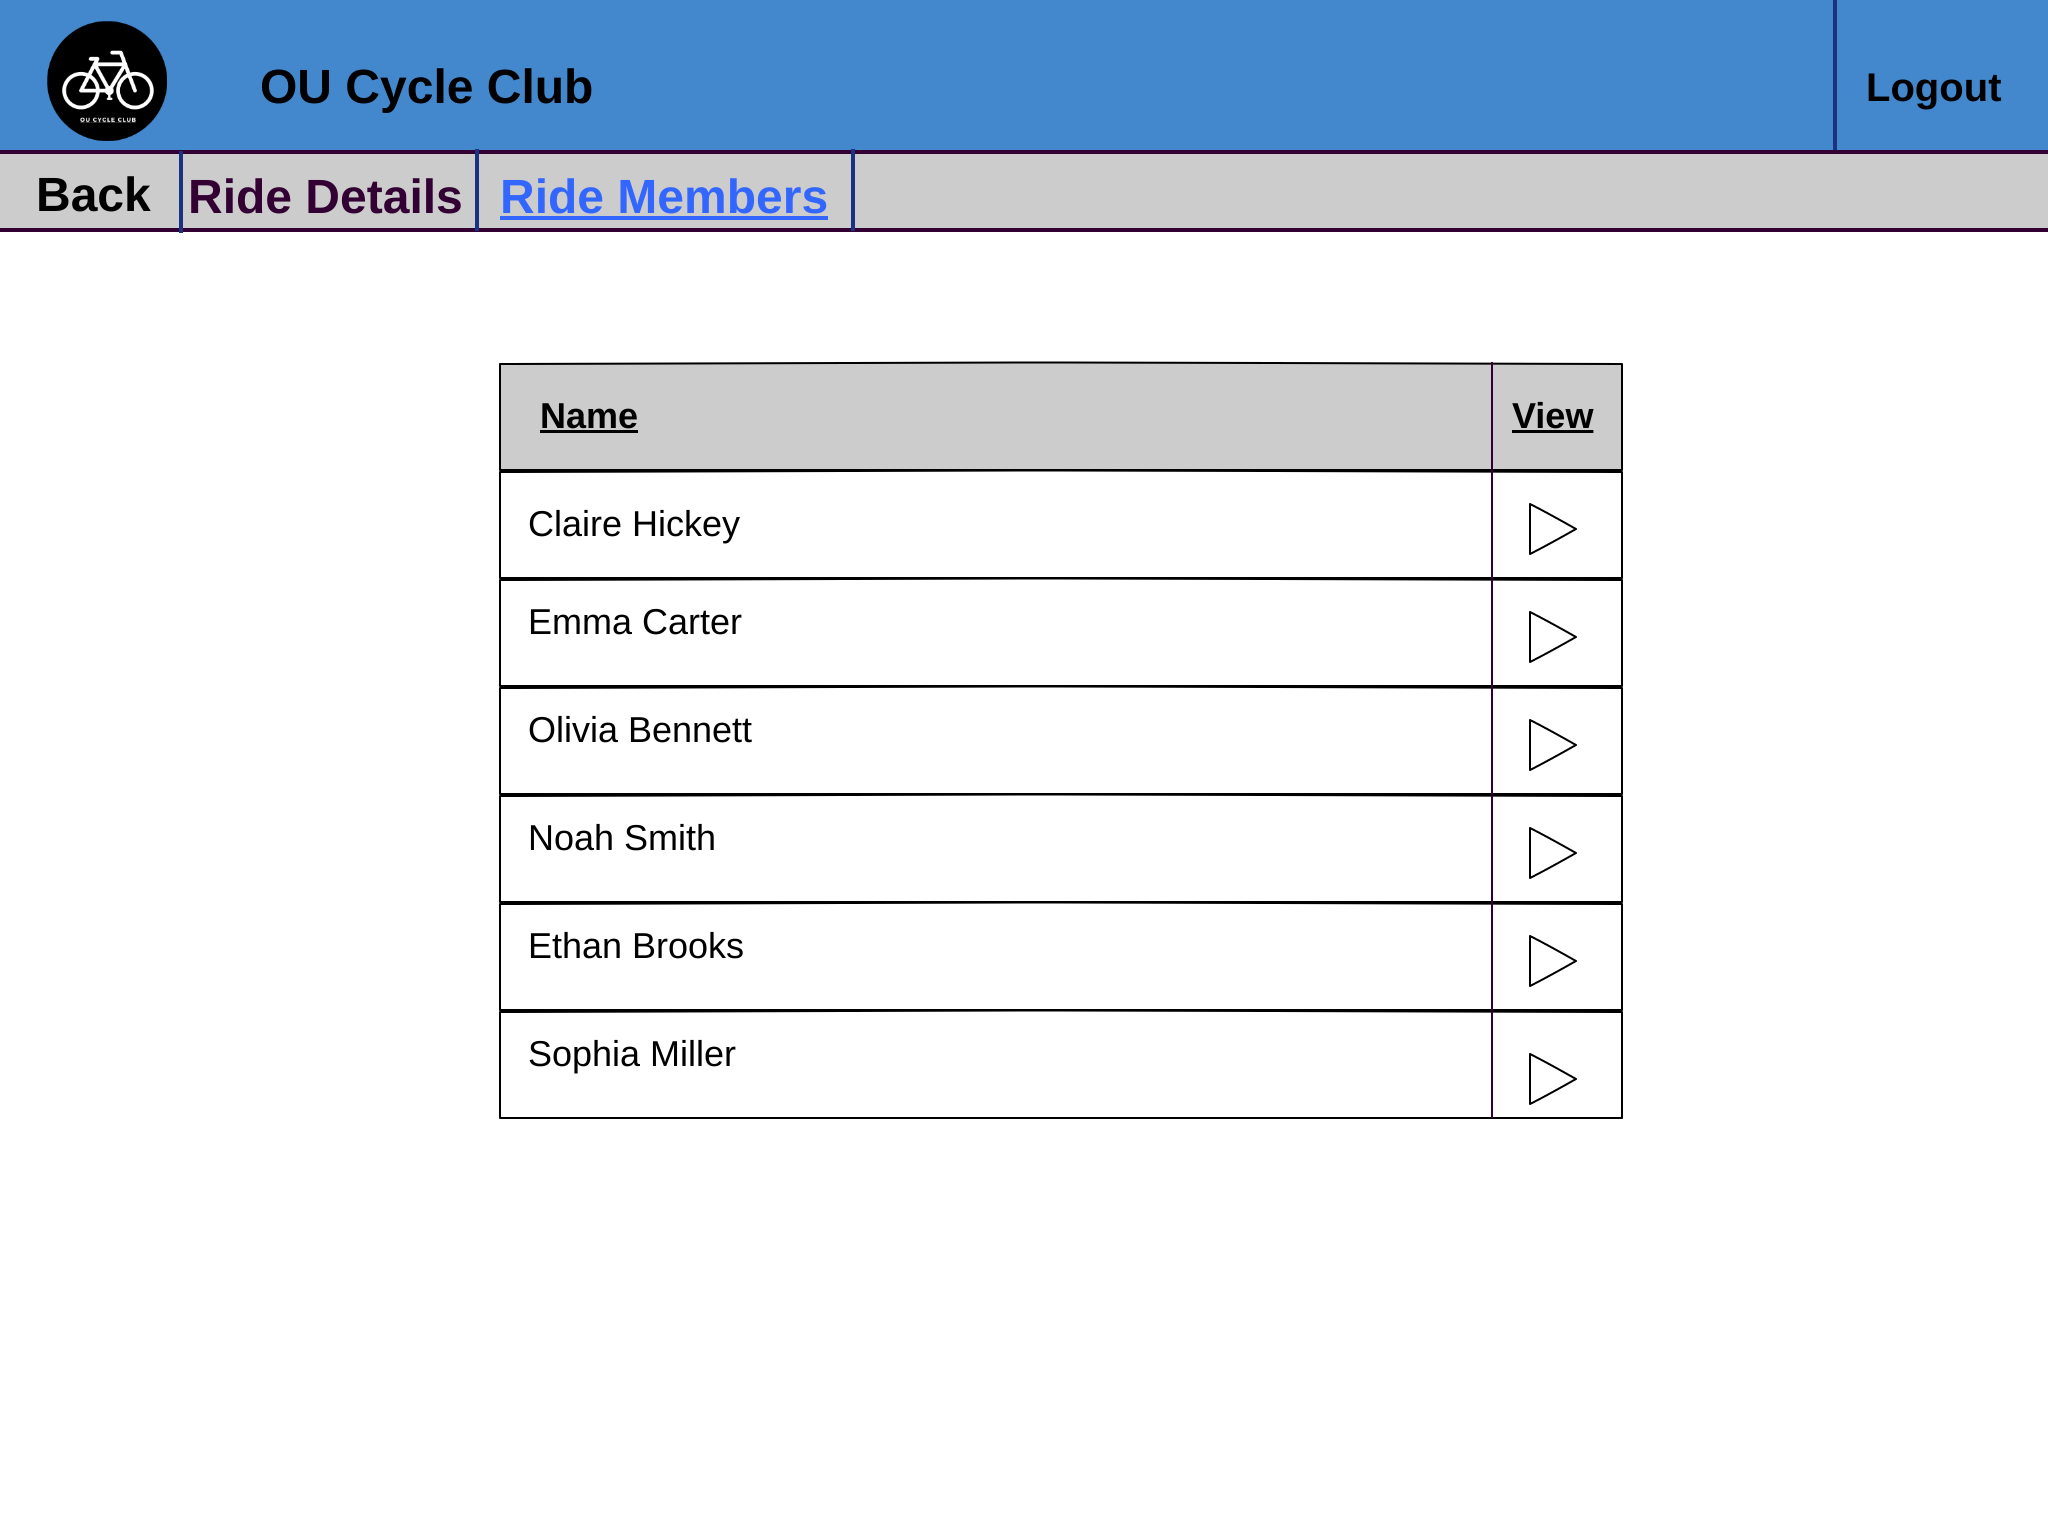 OU CYCLE CLUB
OU Cycle Club
Logout
Back
Ride Details
Ride Members
Name
View
Claire Hickey
Emma Carter
Olivia Bennett
Noah Smith
Ethan Brooks
Sophia Miller